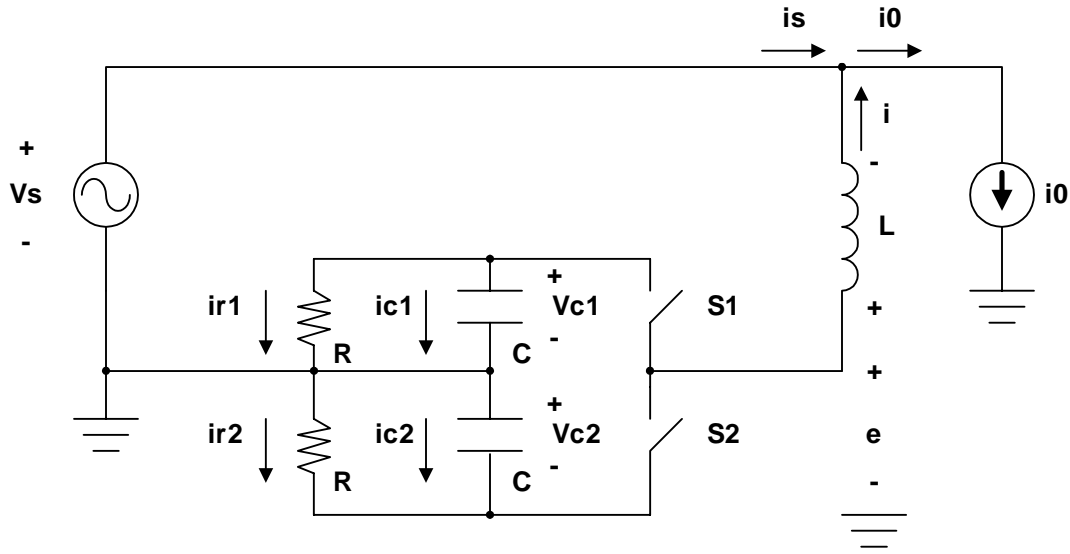 is i0
i
+
Vs
-
-
L
i0
+
ir1 ic1 Vc1 S1
-
R C
+
+
ir2 ic2 Vc2 S2
-
R C
+
e
-